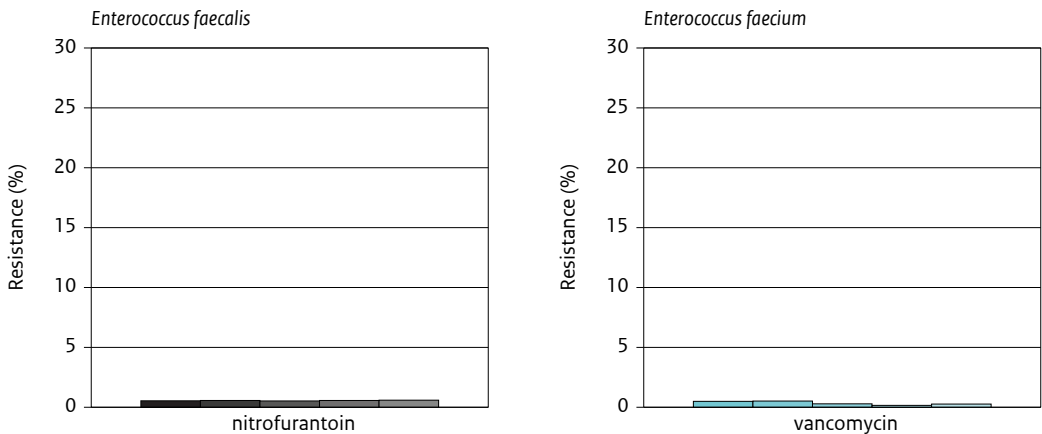 Enterococcus faecalis
30
25
20
15
10
5
0
Resistance (%)
nitrofurantoin
Enterococcus faecium
30
25
20
15
10
5
0
Resistance (%)
vancomycin